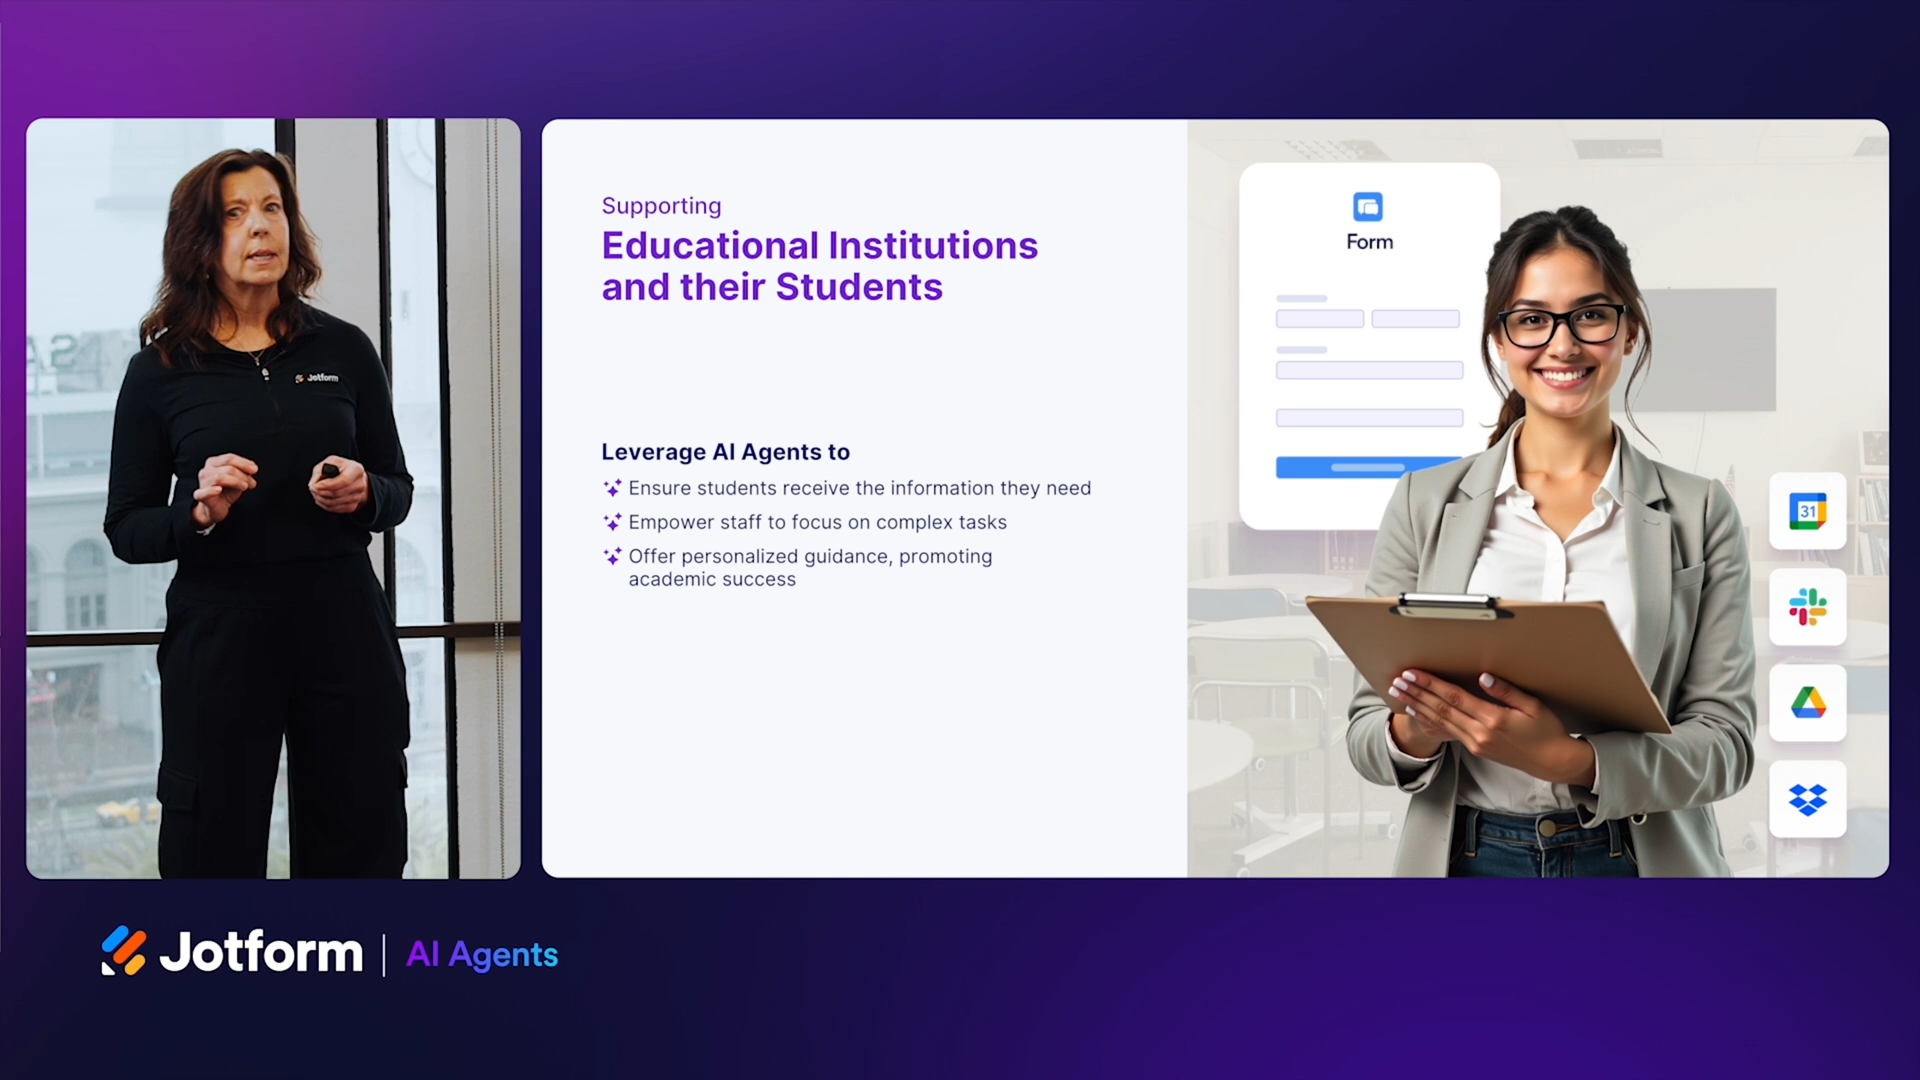 Supporting
Educational Institutions
and their Students
Leverage AI Agents to
Ensure students receive the information they need
Empower staff to focus on complex tasks
Offer personalized guidance, promoting
academic success
Form
31
Jotform
Jotform | AI Agents